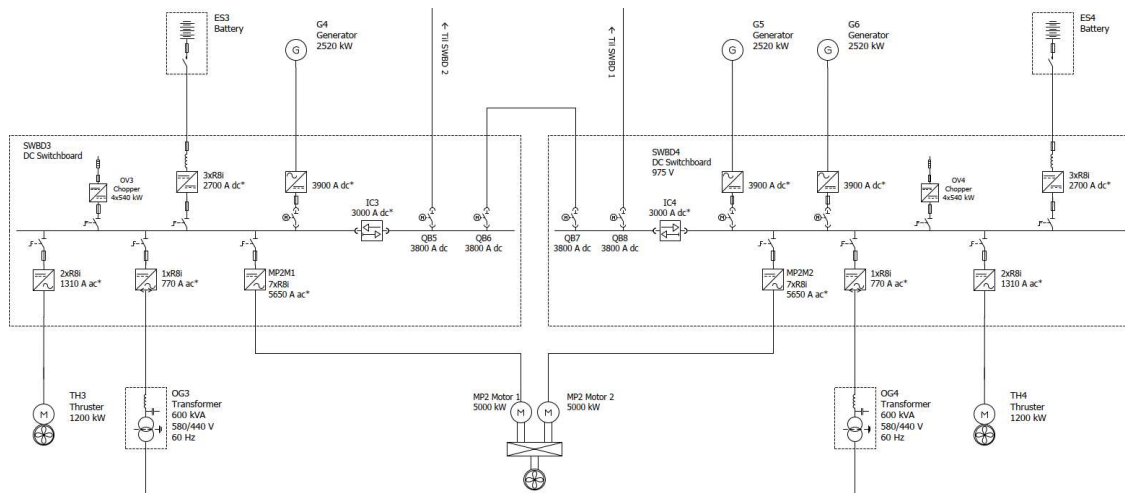 ES3
Battery
G4
Generator
2520 kW
← Til SWBD 2
← Til SWBD 1
G5
Generator
2520 kW
G6
Generator
2520 kW
ES4
Battery
G
G
G
SWBD3
DC Switchboard
OV3
Chopper
4x540 kW
3xR8i
2700 A dc*
3900 A dc*
IC3
3000 A dc*
QB5
3800 A dc
QB6
3800 A dc
2xR8i
1310 A ac*
1xR8i
770 A ac*
MP2M1
7xR8i
5650 A ac*
SWBD4
DC Switchboard
975 V
3900 A dc*
3900 A dc*
OV4
Chopper
4x540 kW
3xR8i
2700 A dc*
IC4
3000 A dc*
QB7
3800 A dc
QB8
3800 A dc
MP2M2
7xR8i
5650 A ac*
1xR8i
770 A ac*
2xR8i
1310 A ac*
M
TH3
Thruster
1200 kW
OG3
Transformer
600 kVA
580/440 V
60 Hz
MP2 Motor 1
5000 kW
M
M
MP2 Motor 2
5000 kW
OG4
Transformer
600 kVA
580/440 V
60 Hz
M
TH4
Thruster
1200 kW